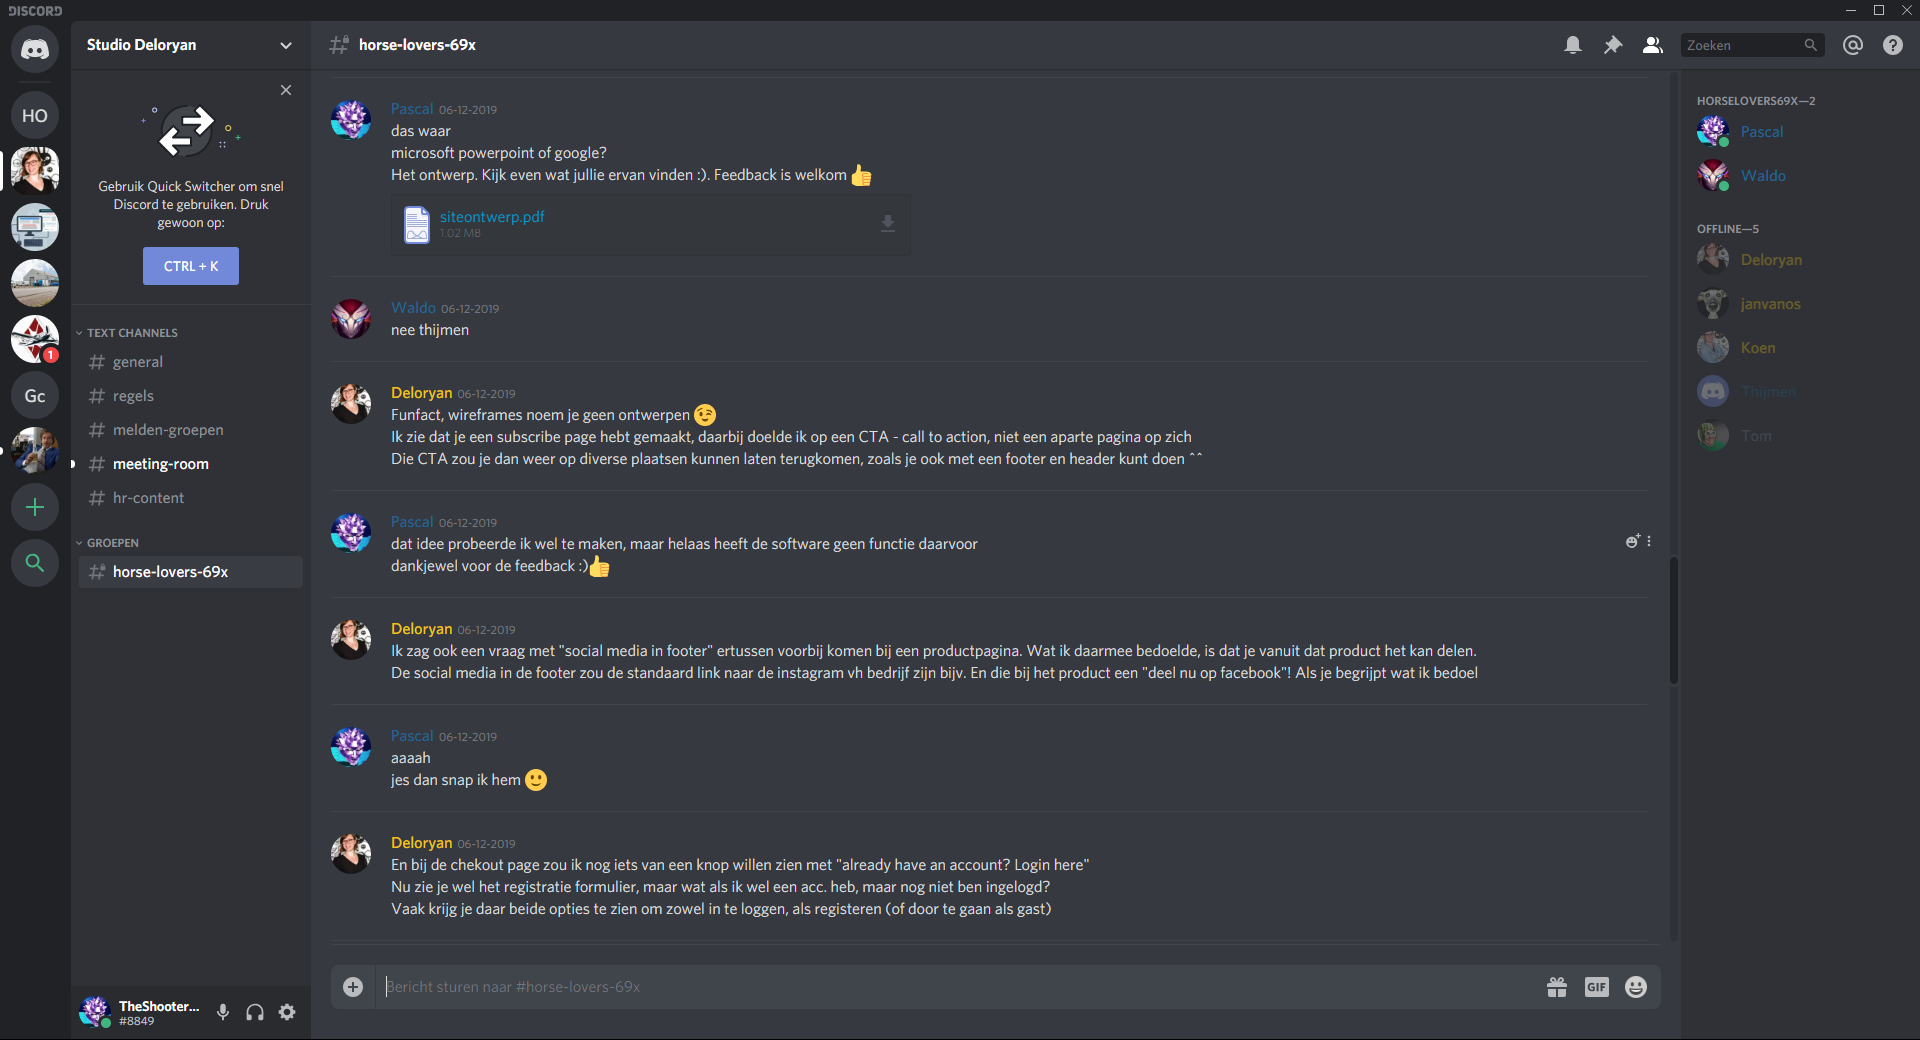 DISCORD
Studio Deloryan
horse-lovers-69x
Zoeken
HO
Gc
1
Gebruik Quick Switcher om snel
Discord te gebruiken. Druk
gewoon op:
CTRL + K
TEXT CHANNELS
general
regels
melden-groepen
meeting-room
hr-content
GROEPEN
horse-lovers-69x
TheShooter...
#8849
Pascal 06-12-2019
das waar
microsoft powerpoint of google?
Het ontwerp. Kijk even wat jullie ervan vinden :). Feedback is welkom 👍
siteontwerp.pdf
1.02 MB
Waldo 06-12-2019
nee thijmen
Deloryan 06-12-2019
Funfact, wireframes noem je geen ontwerpen 😉
Ik zie dat je een subscribe page hebt gemaakt, daarbij doelde ik op een CTA - call to action, niet een aparte pagina op zich
Die CTA zou je dan weer op diverse plaatsen kunnen laten terugkomen, zoals je ook met een footer en header kunt doen ^^
Pascal 06-12-2019
dat idee probeerde ik wel te maken, maar helaas heeft de software geen functie daarvoor
dankjewel voor de feedback :)👍
Deloryan 06-12-2019
Ik zag ook een vraag met "social media in footer" ertussen voorbij komen bij een productpagina. Wat ik daarmee bedoelde, is dat je vanuit dat product het kan delen.
De social media in de footer zou de standaard link naar de instagram vh bedrijf zijn bijv. En die bij het product een "deel nu op facebook"! Als je begrijpt wat ik bedoel
Pascal 06-12-2019
aaaah
jes dan snap ik hem 🙂
Deloryan 06-12-2019
En bij de chekout page zou ik nog iets van een knop willen zien met "already have an account? Login here"
Nu zie je wel het registratie formulier, maar wat als ik wel een acc. heb, maar nog niet ben ingelogd?
Vaak krijg je daar beide opties te zien om zowel in te loggen, als registeren (of door te gaan als gast)
Bericht sturen naar #horse-lovers-69x
GIF
HORSELOVERS69X—2
Pascal
Waldo
OFFLINE—5
Deloryan
janvanos
Koen
Thijmen
Tom